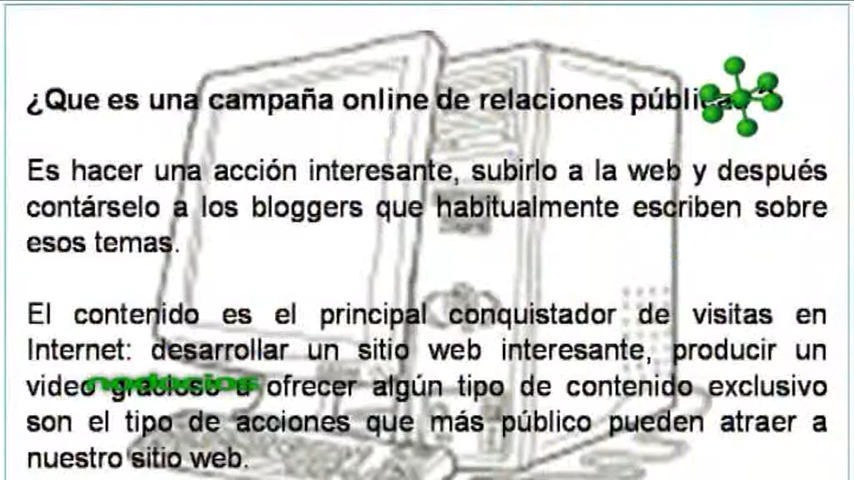 ¿Que es una campaña online de relaciones públicas?
Es hacer una acción interesante, subirlo a la web y después
contárselo a los bloggers que habitualmente escriben sobre
esos temas.
El contenido es el principal conquistador de visitas en
Internet: desarrollar un sitio web interesante, producir un
video gracioso u ofrecer algún tipo de contenido exclusivo
son el tipo de acciones que más público pueden atraer a
nuestro sitio web.